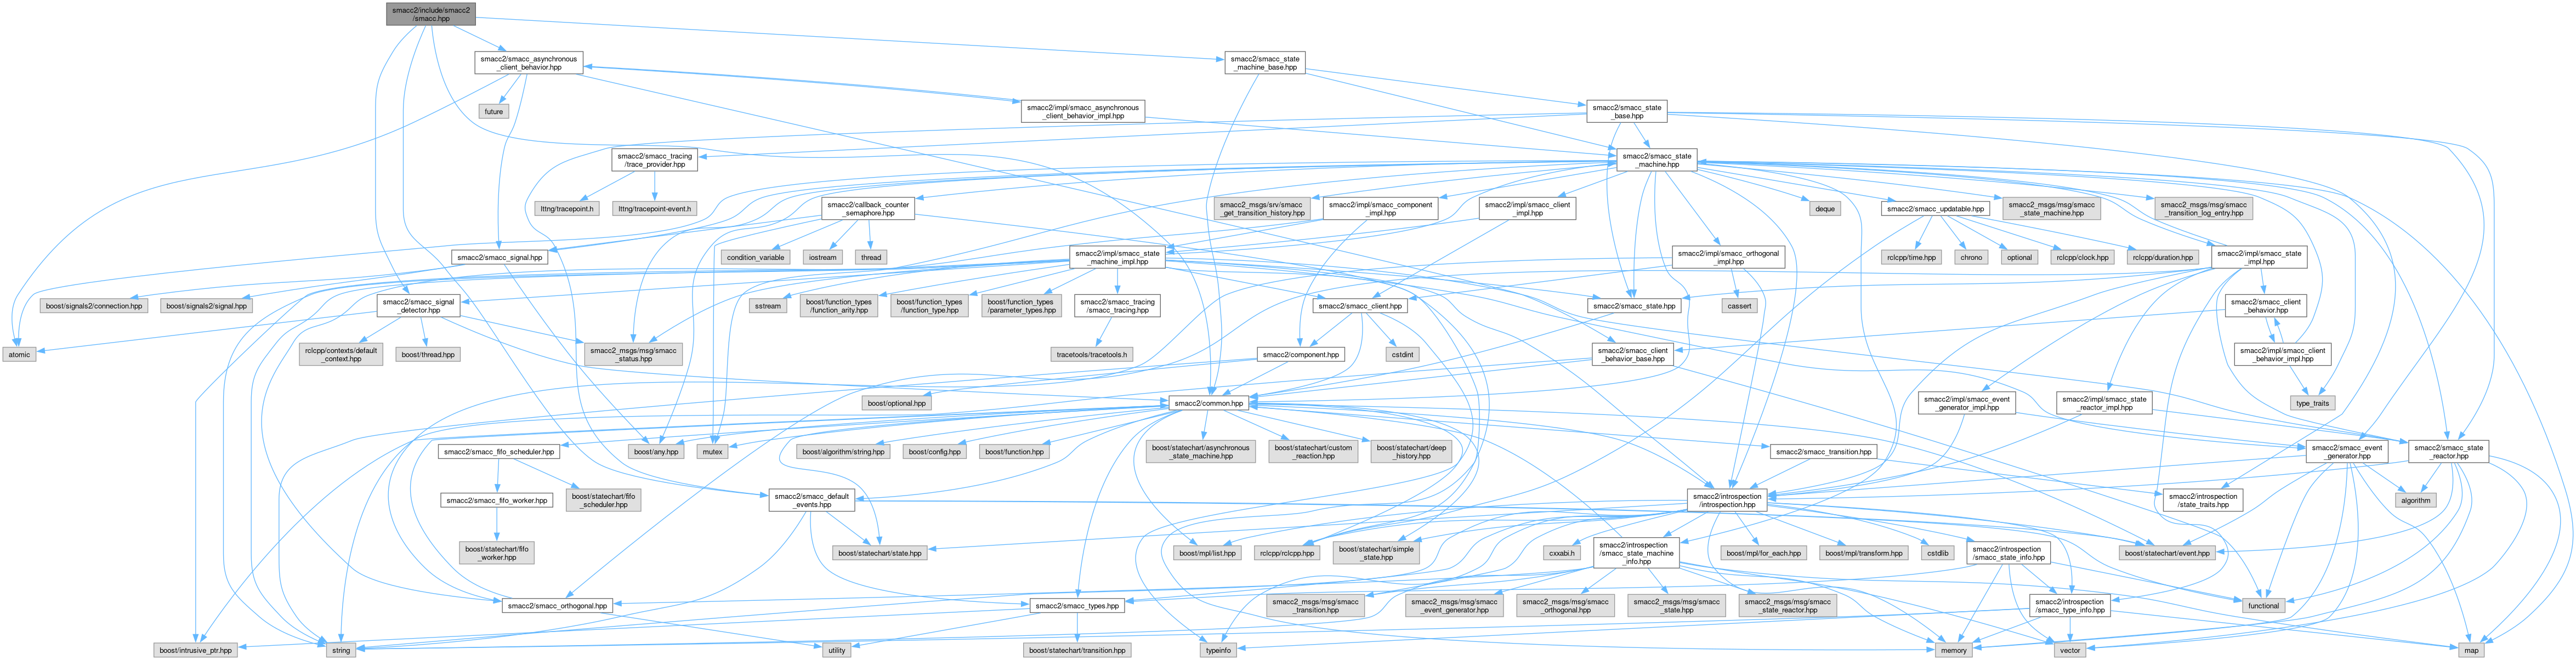 smacc2/include/smacc2
/smacc.hpp
smacc2/smacc_asynchronous
_client_behavior.hpp
smacc2/smacc_state
_machine_base.hpp
future
smacc2/impl/smacc_asynchronous
_client_behavior_impl.hpp
smacc2/smacc_state
_base.hpp
smacc2/smacc_tracing
/trace_provider.hpp
smacc2/smacc_state
_machine.hpp
lttng/tracepoint.h
lttng/tracepoint-event.h
smacc2/callback_counter
_semaphore.hpp
smacc2_msgs/srv/smacc
_get_transition_history.hpp
smacc2/impl/smacc_component
_impl.hpp
smacc2/impl/smacc_client
_impl.hpp
deque
smacc2/smacc_updatable.hpp
smacc2_msgs/msg/smacc
_state_machine.hpp
smacc2_msgs/msg/smacc
_transition_log_entry.hpp
smacc2/smacc_signal.hpp
condition_variable
iostream
thread
smacc2/impl/smacc_state
_machine_impl.hpp
smacc2/impl/smacc_orthogonal
_impl.hpp
rclcpp/time.hpp
chrono
optional
rclcpp/clock.hpp
rclcpp/duration.hpp
smacc2/impl/smacc_state
_impl.hpp
boost/signals2/connection.hpp
boost/signals2/signal.hpp
smacc2/smacc_signal
_detector.hpp
sstream
boost/function_types
/function_arity.hpp
boost/function_types
/function_type.hpp
boost/function_types
/parameter_types.hpp
smacc2/smacc_tracing
/smacc_tracing.hpp
smacc2/smacc_client.hpp
smacc2/smacc_state.hpp
cassert
smacc2/smacc_client
_behavior.hpp
atomic
rclcpp/contexts/default
_context.hpp
boost/thread.hpp
smacc2_msgs/msg/smacc
_status.hpp
tracetools/tracetools.h
smacc2/component.hpp
cstdint
smacc2/smacc_client
_behavior_base.hpp
smacc2/impl/smacc_client
_behavior_impl.hpp
boost/optional.hpp
smacc2/common.hpp
smacc2/impl/smacc_event
_generator_impl.hpp
smacc2/impl/smacc_state
_reactor_impl.hpp
type_traits
smacc2/smacc_fifo_scheduler.hpp
boost/any.hpp
mutex
boost/algorithm/string.hpp
boost/config.hpp
boost/function.hpp
boost/statechart/asynchronous
_state_machine.hpp
boost/statechart/custom
_reaction.hpp
boost/statechart/deep
_history.hpp
smacc2/smacc_transition.hpp
smacc2/smacc_event
_generator.hpp
smacc2/smacc_state
_reactor.hpp
smacc2/smacc_fifo_worker.hpp
boost/statechart/fifo
_scheduler.hpp
smacc2/smacc_default
_events.hpp
smacc2/introspection
/introspection.hpp
smacc2/introspection
/state_traits.hpp
algorithm
boost/statechart/fifo
_worker.hpp
boost/statechart/state.hpp
boost/mpl/list.hpp
rclcpp/rclcpp.hpp
boost/statechart/simple
_state.hpp
cxxabi.h
smacc2/introspection
/smacc_state_machine
_info.hpp
boost/mpl/for_each.hpp
boost/mpl/transform.hpp
cstdlib
smacc2/introspection
/smacc_state_info.hpp
boost/statechart/event.hpp
smacc2/smacc_orthogonal.hpp
smacc2/smacc_types.hpp
smacc2_msgs/msg/smacc
_transition.hpp
smacc2_msgs/msg/smacc
_event_generator.hpp
smacc2_msgs/msg/smacc
_orthogonal.hpp
smacc2_msgs/msg/smacc
_state.hpp
smacc2_msgs/msg/smacc
_state_reactor.hpp
smacc2/introspection
/smacc_type_info.hpp
functional
boost/intrusive_ptr.hpp
string
utility
boost/statechart/transition.hpp
typeinfo
memory
vector
map